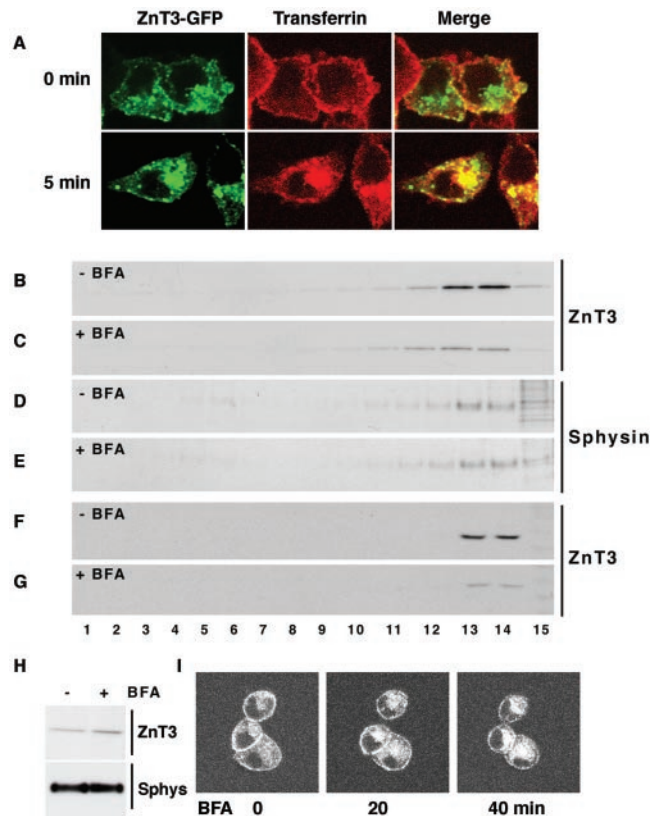 ZnT3-GFP Transferrin Merge
A
0 min
5 min
B - BFA
C + BFA
ZnT3
D - BFA
E + BFA
Sphysin
F - BFA
G + BFA
ZnT3
1 2 3 4 5 6 7 8 9 10 11 12 13 14 15
H I
- + BFA
ZnT3
Sphys
BFA 0 20 40 min